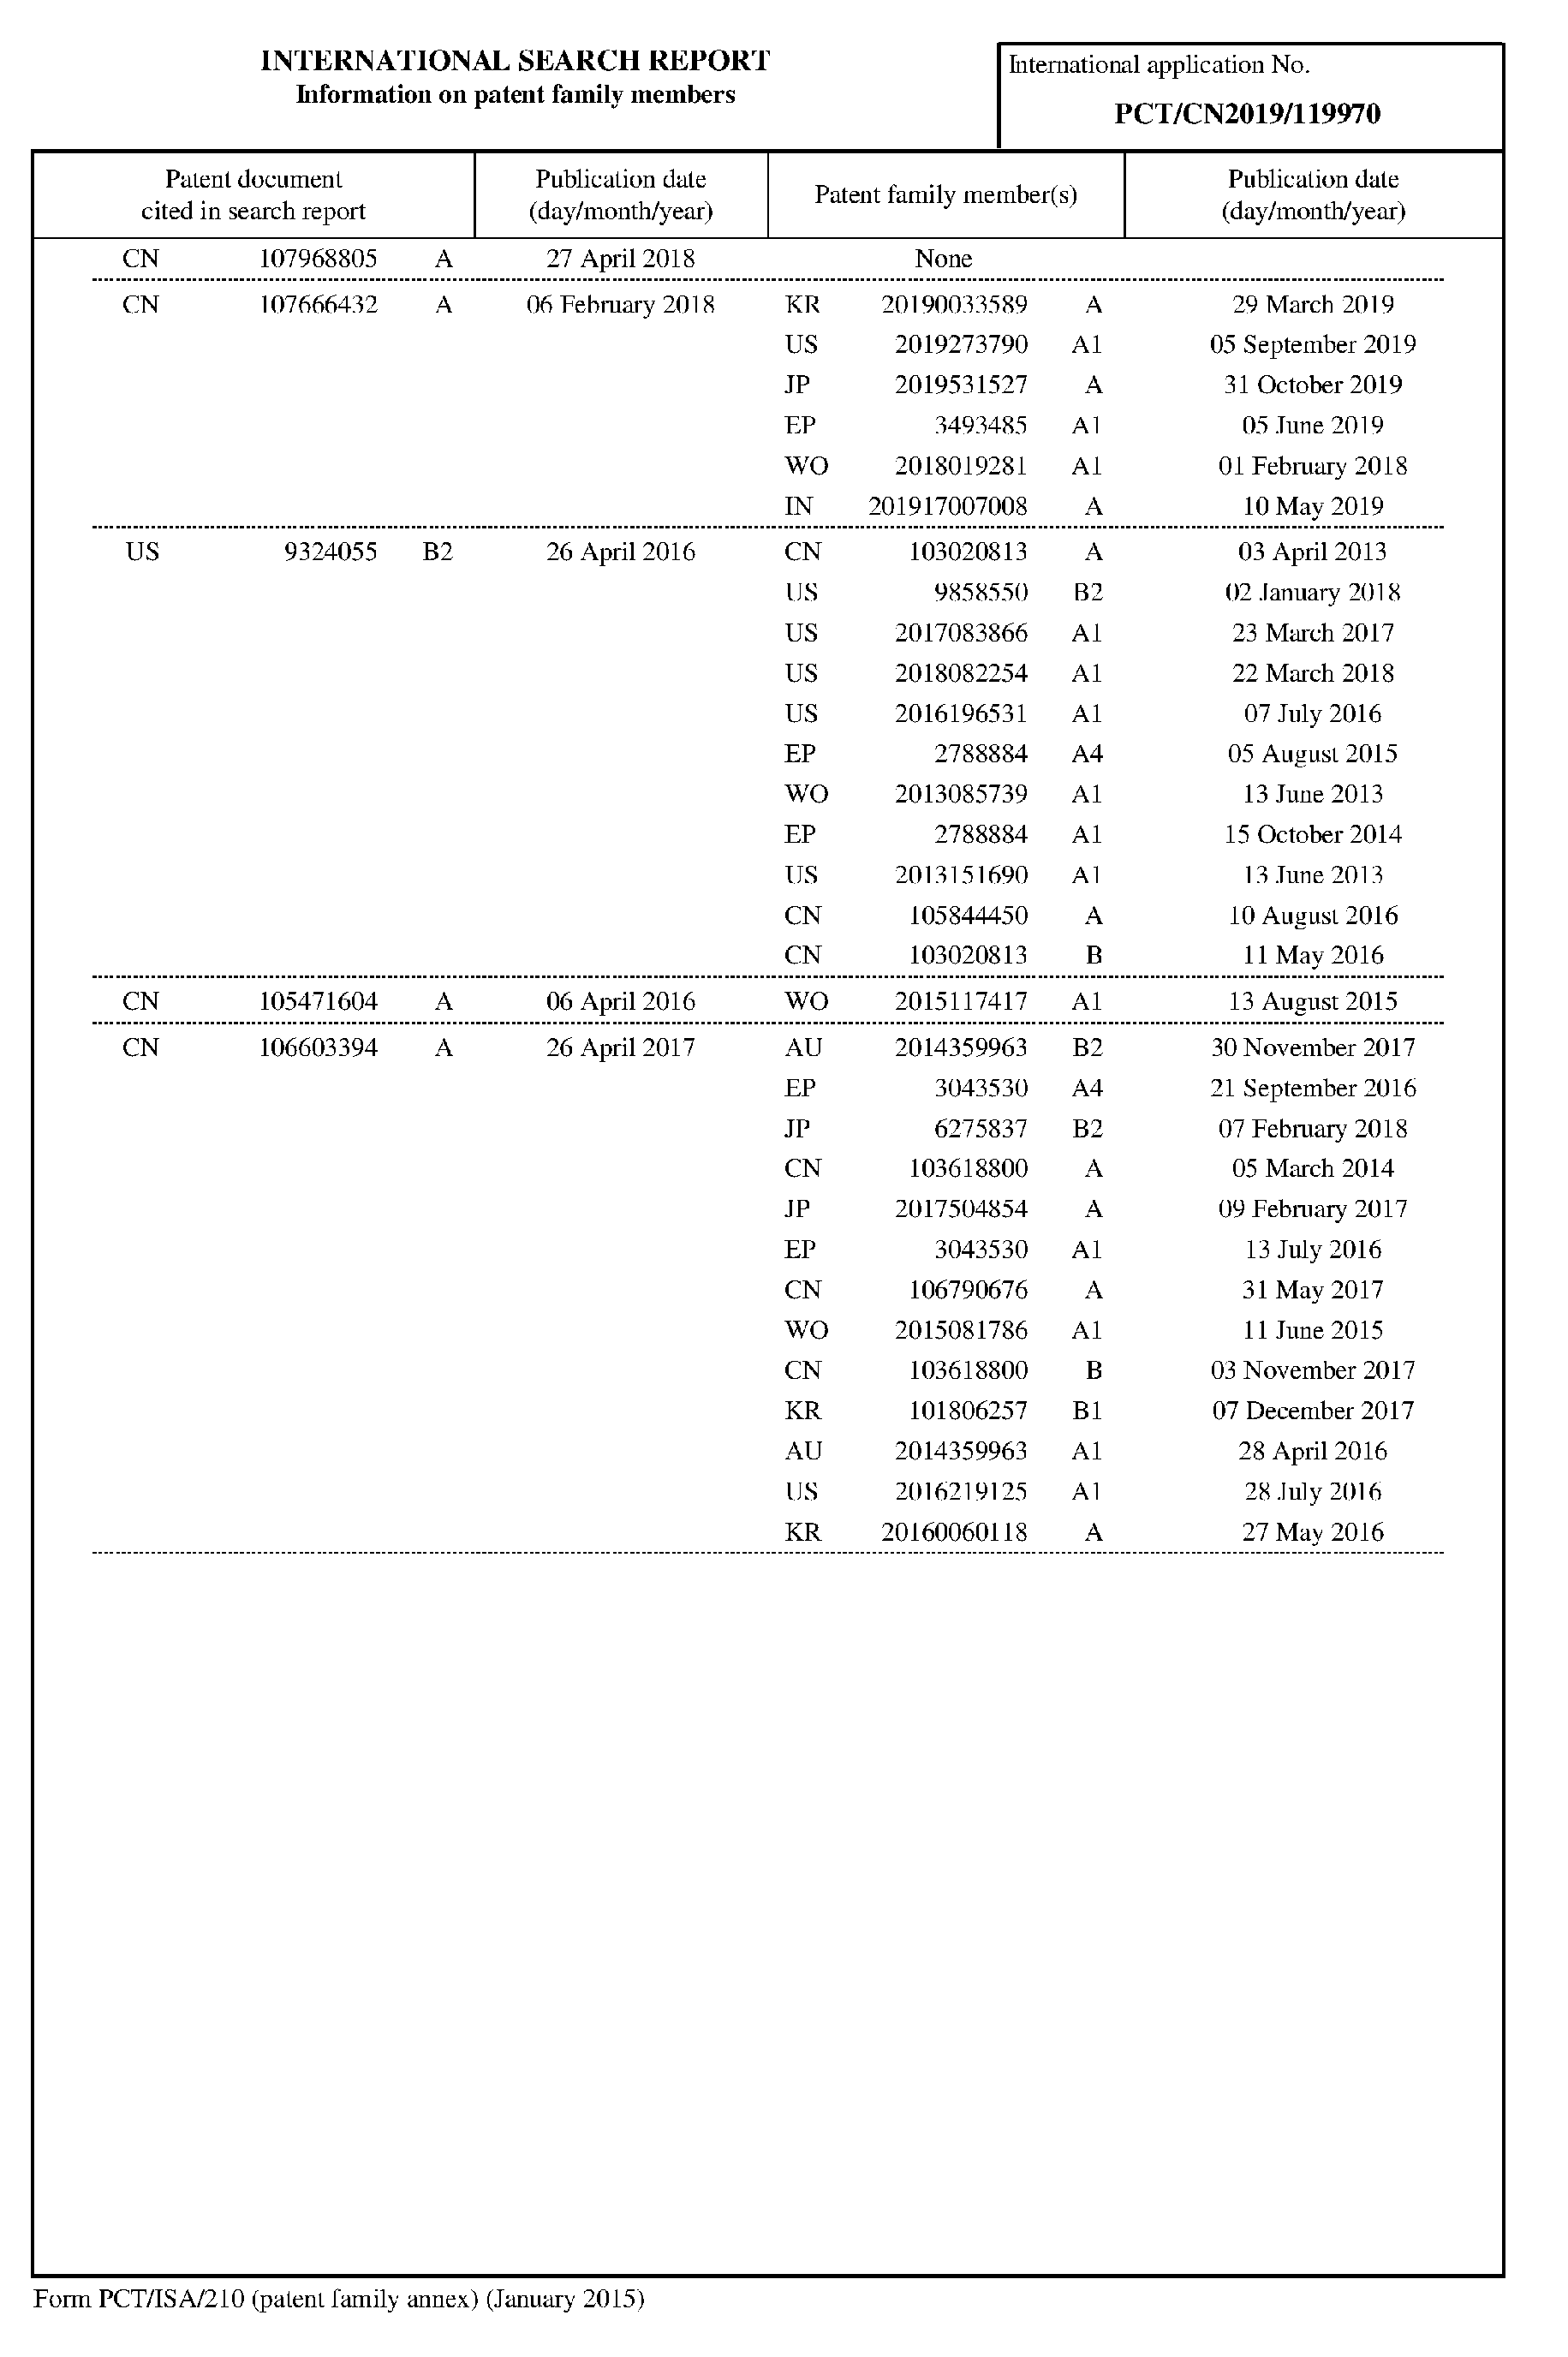 INTERNATIONAL SEARCH REPORT
Information on patent family members
International application No.
PCT/CN2019/119970
Patent document cited in search report | Publication date (day/month/year) | Patent family member(s) | Publication date (day/month/year)
CN 107968805 A 27 April 2018 None
CN 107666432 A 06 February 2018 KR 20190033589 A 29 March 2019
US 2019273790 A1 05 September 2019
JP 2019531527 A 31 October 2019
EP 3493485 A1 05 June 2019
WO 2018019281 A1 01 February 2018
IN 201917007008 A 10 May 2019
US 9324055 B2 26 April 2016 CN 103020813 A 03 April 2013
US 9858550 B2 02 January 2018
US 2017083866 A1 23 March 2017
US 2018082254 A1 22 March 2018
US 2016196531 A1 07 July 2016
EP 2788884 A4 05 August 2015
WO 2013085739 A1 13 June 2013
EP 2788884 A1 15 October 2014
US 2013151690 A1 13 June 2013
CN 105844450 A 10 August 2016
CN 103020813 B 11 May 2016
CN 105471604 A 06 April 2016 WO 2015117417 A1 13 August 2015
CN 106603394 A 26 April 2017 AU 2014359963 B2 30 November 2017
EP 3043530 A4 21 September 2016
JP 6275837 B2 07 February 2018
CN 103618800 A 05 March 2014
JP 2017504854 A 09 February 2017
EP 3043530 A1 13 July 2016
CN 106790676 A 31 May 2017
WO 2015081786 A1 11 June 2015
CN 103618800 B 03 November 2017
KR 101806257 B1 07 December 2017
AU 2014359963 A1 28 April 2016
US 2016219125 A1 28 July 2016
KR 20160060118 A 27 May 2016
Form PCT/ISA/210 (patent family annex) (January 2015)